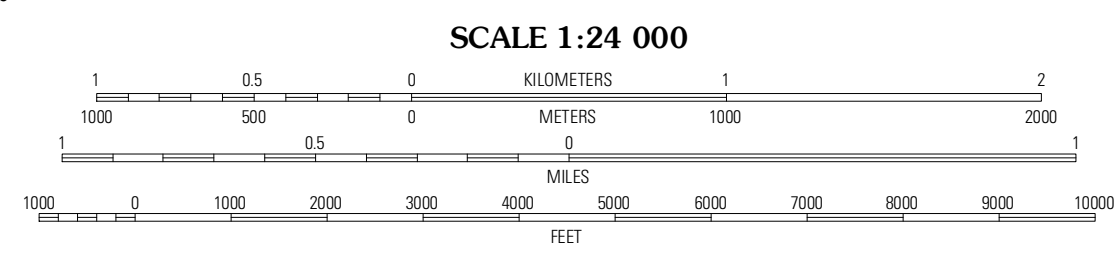 SCALE 1:24 000
1 0.5 0 KILOMETERS 1 2
1000 500 0 METERS 1000 2000
1 0.5 0 1
MILES
1000 0 1000 2000 3000 4000 5000 6000 7000 8000 9000 10000
FEET